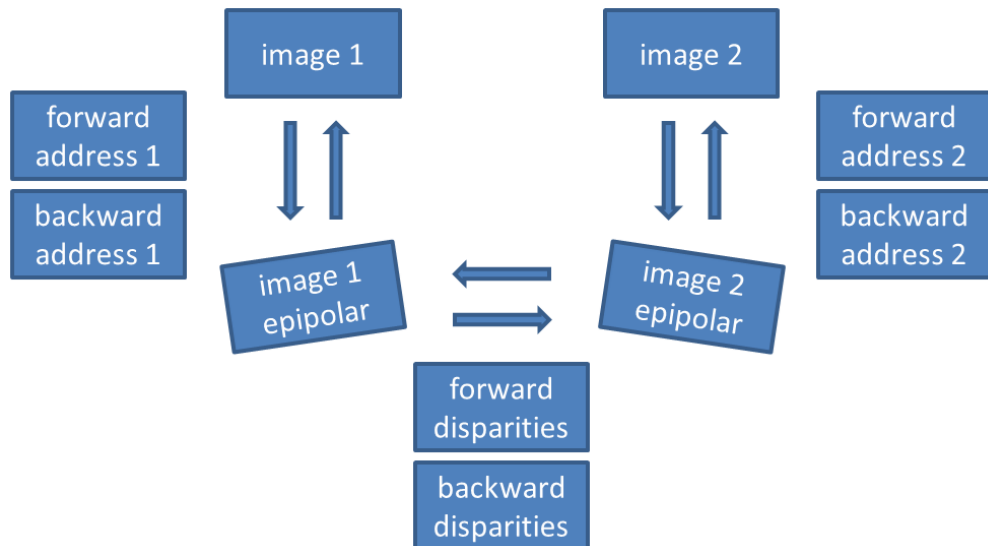 image 1
image 2
forward
address 1
forward
address 2
backward
address 1
backward
address 2
image 1
epipolar
image 2
epipolar
forward
disparities
backward
disparities